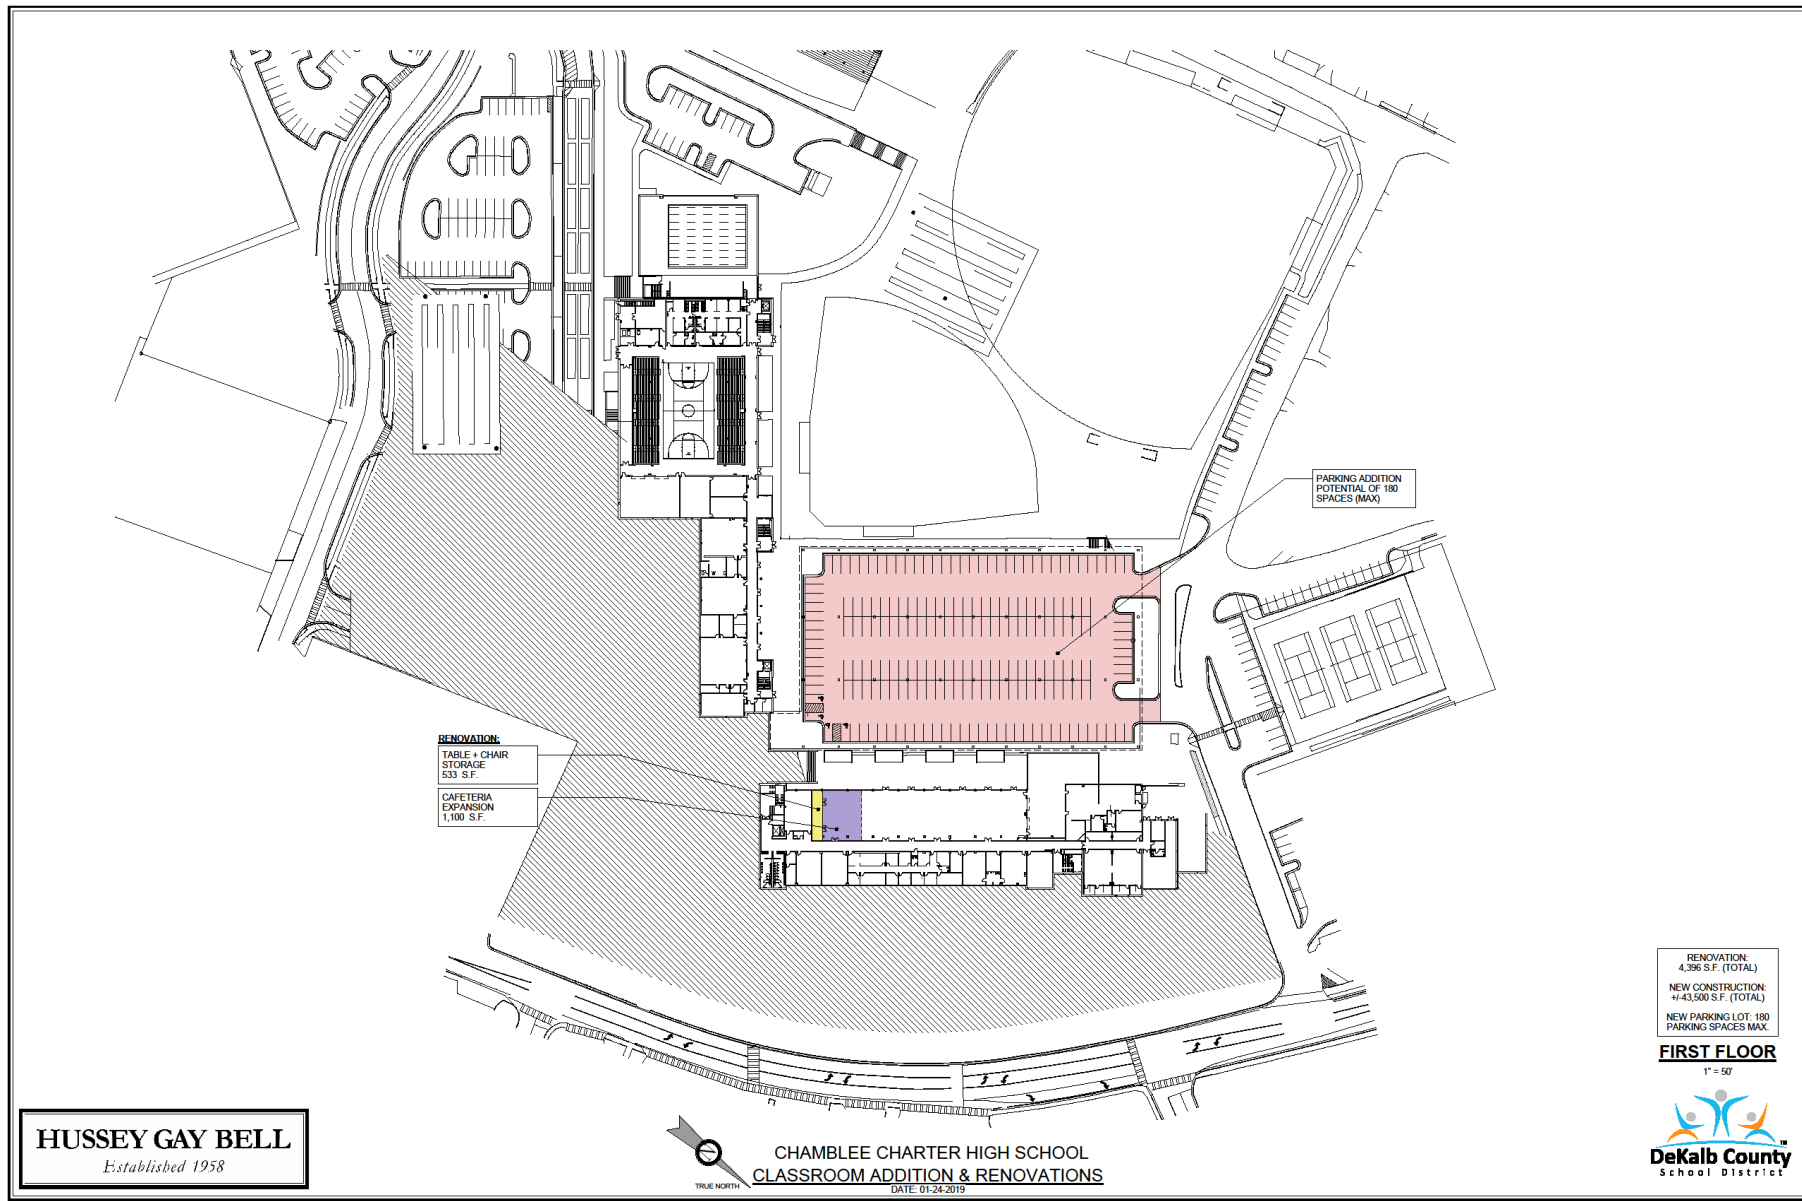 PARKING ADDITION
POTENTIAL OF 180
SPACES (MAX)
RENOVATION:
TABLE + CHAIR
STORAGE
533 S.F.
CAFETERIA
EXPANSION
1,100 S.F.
RENOVATION:
4,396 S.F. (TOTAL)
NEW CONSTRUCTION:
+/-43,500 S.F. (TOTAL)
NEW PARKING LOT: 180
PARKING SPACES MAX.
FIRST FLOOR
1" = 50'
HUSSEY GAY BELL
Established 1958
TRUE NORTH
CHAMBLEE CHARTER HIGH SCHOOL
CLASSROOM ADDITION & RENOVATIONS
DATE: 01-24-2019
DeKalb County
School District